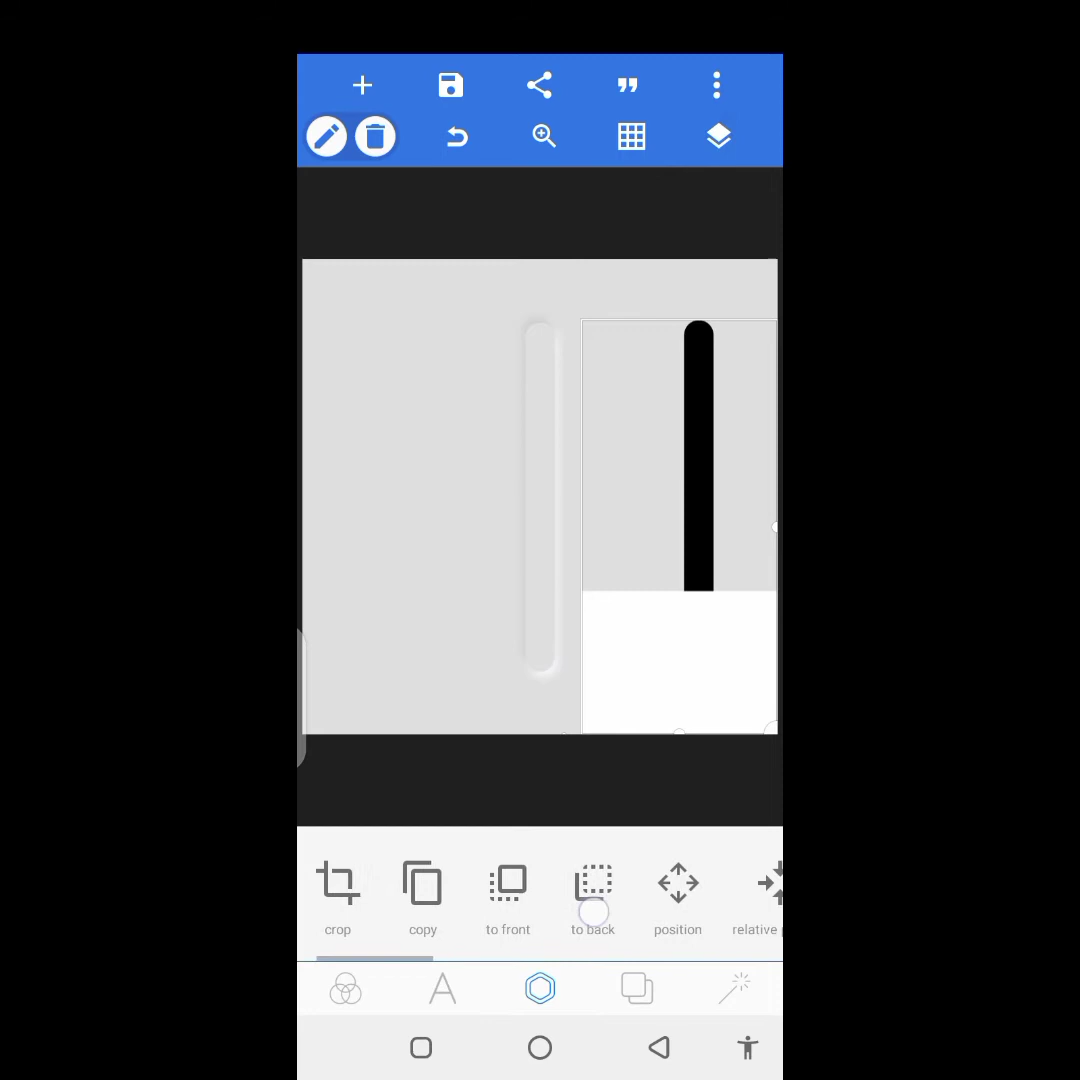 crop
copy
to front
to back
position
relative